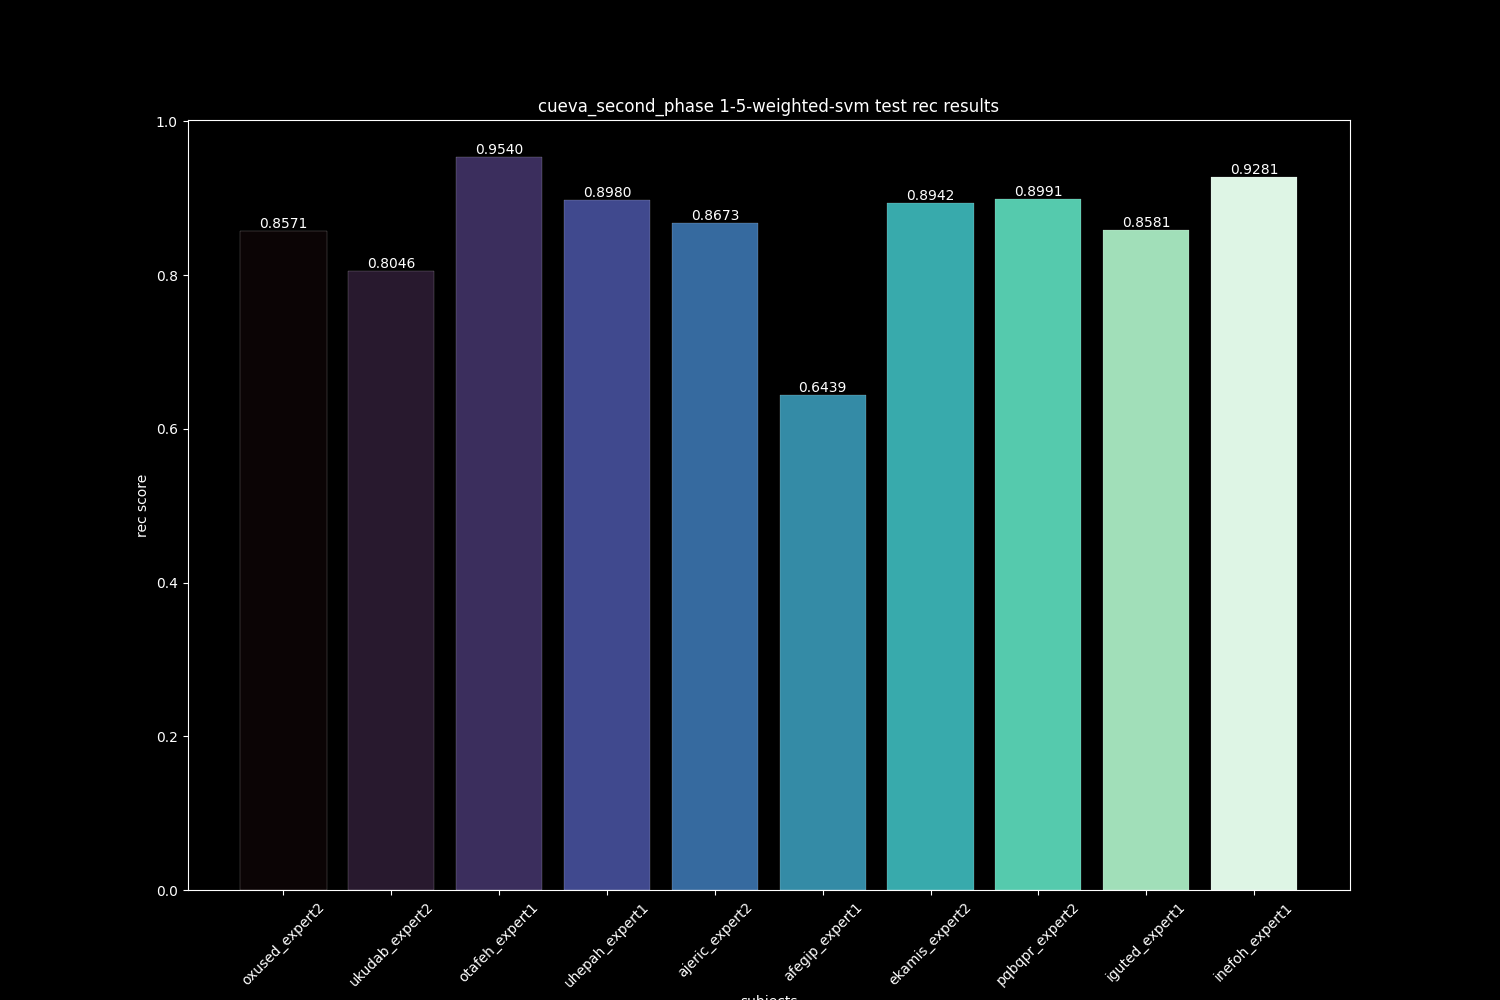 cueva_second_phase 1-5-weighted-svm test rec results
1.0
0.8
0.6
0.4
0.2
0.0
rec score
0.8571
0.8046
0.9540
0.8980
0.8673
0.6439
0.8942
0.8991
0.8581
0.9281
oxused_expert2
ukudab_expert2
otafeh_expert1
uhepah_expert1
ajeric_expert2
afegip_expert1
ekamis_expert2
pqbqpr_expert2
iguted_expert1
inefoh_expert1
subjects